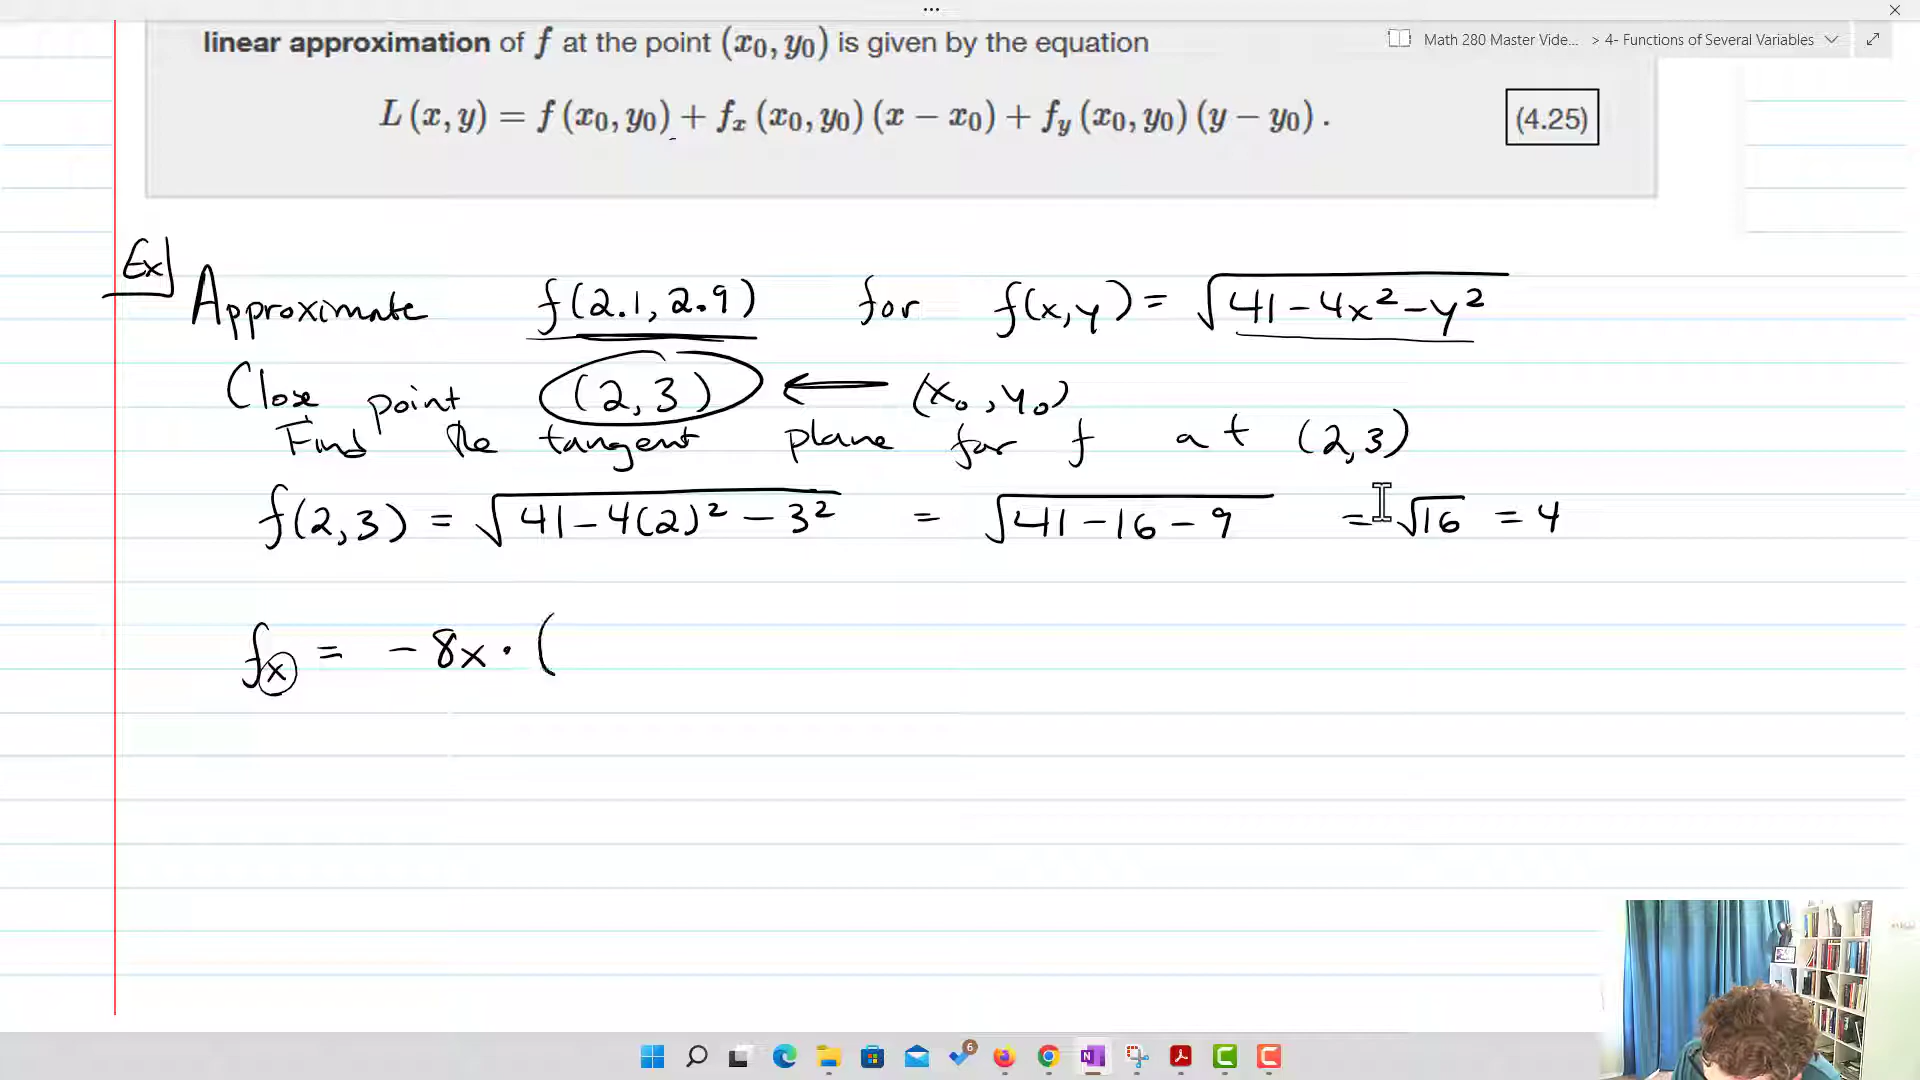 ...
linear approximation of f at the point (x₀, y₀) is given by the equation
Math 280 Master Vide... > 4- Functions of Several Variables
L (x, y) = f (x₀, y₀) + fₓ (x₀, y₀) (x − x₀) + f_y (x₀, y₀) (y − y₀) .
(4.25)
Ex
Approximate f(2.1, 2.9) for f(x,y) = √(41 − 4x² − y²)
Close point (2,3) ← (x₀, y₀)
Find the tangent plane for f at (2,3)
f(2,3) = √(41 − 4(2)² − 3²) = √(41 − 16 − 9) = √16 = 4
fₓ = − 8x · (
6